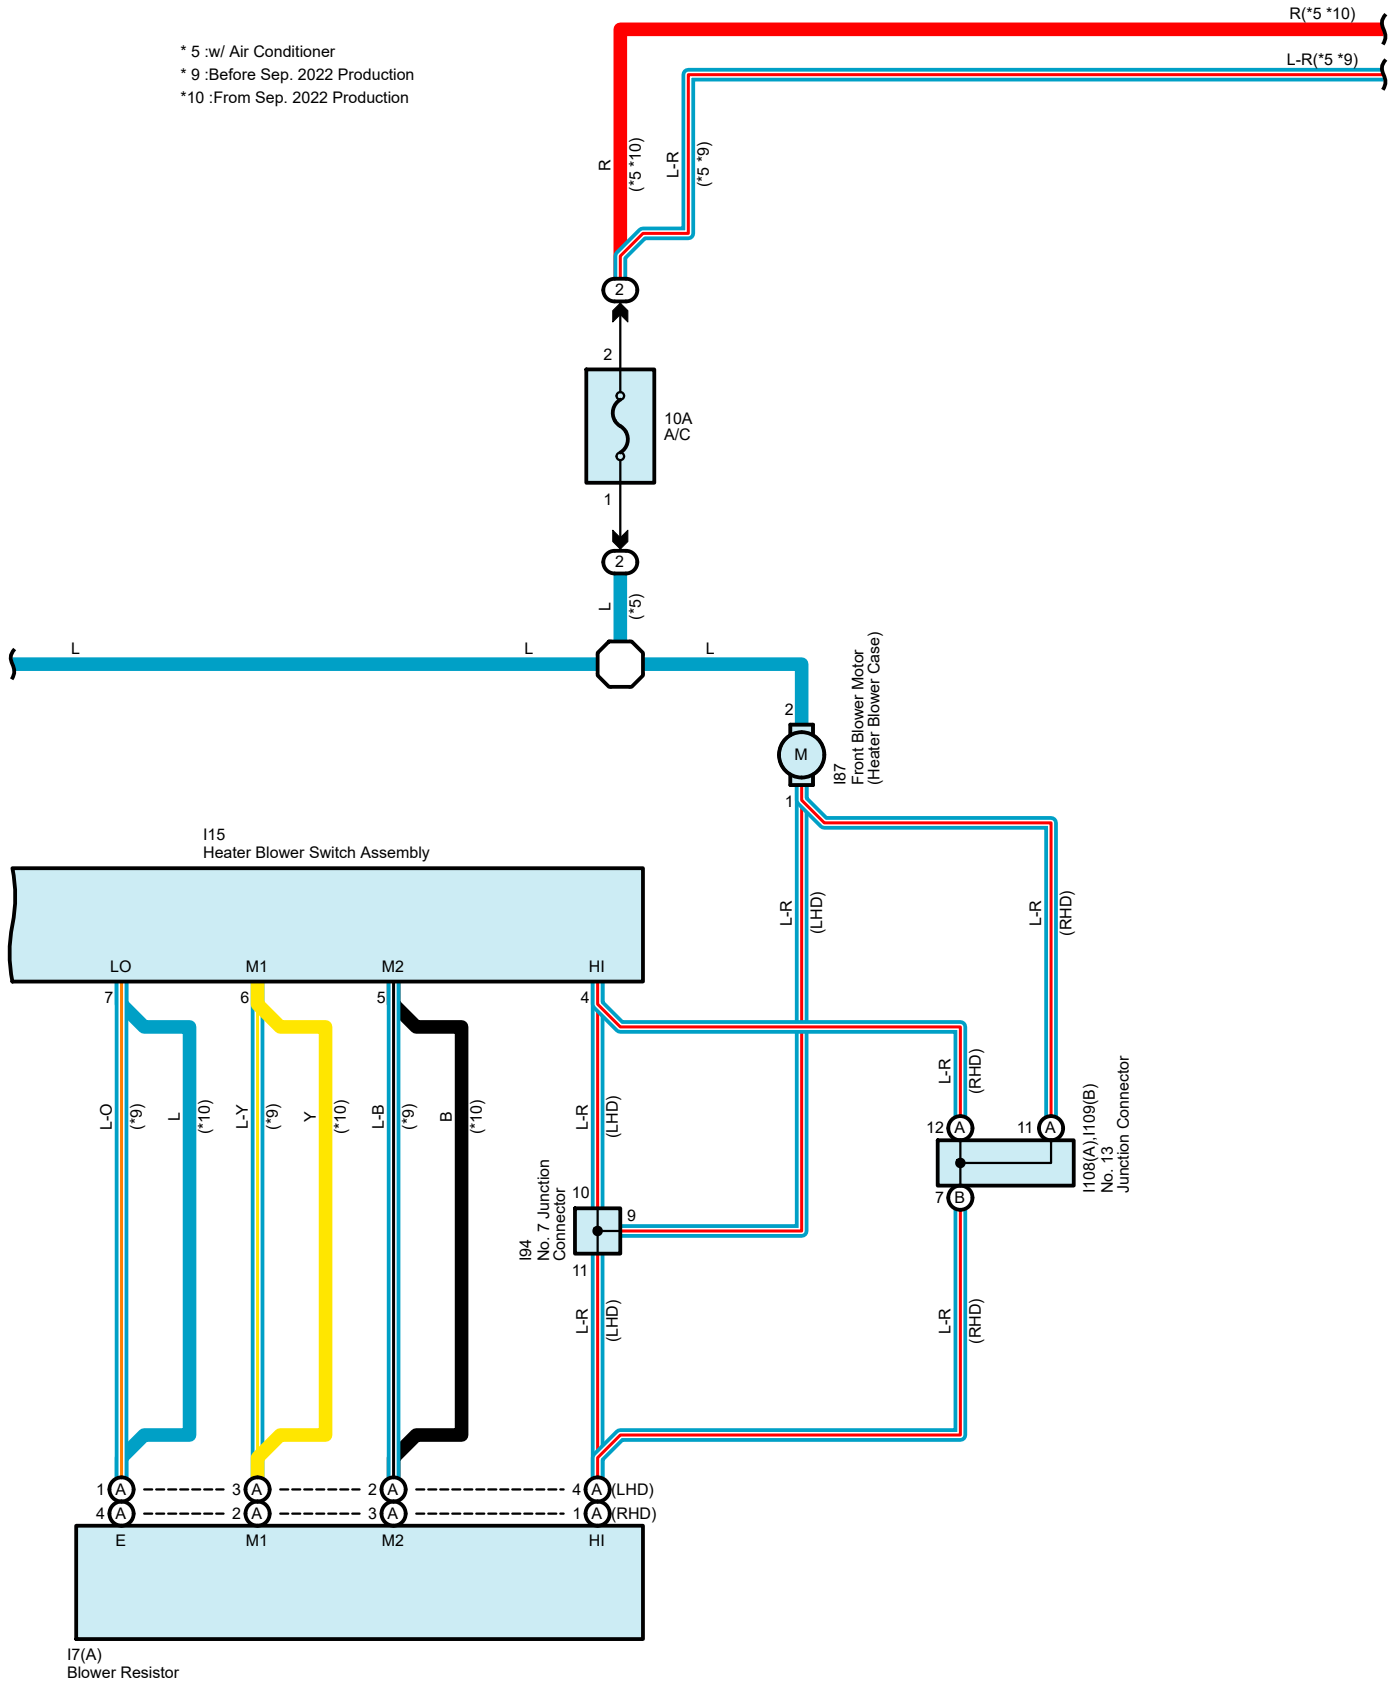 R(*5 *10)
* 5 :w/ Air Conditioner
L-R(*5 *9)
* 9 :Before Sep. 2022 Production
*10 :From Sep. 2022 Production
R
(*5 *10)
L-R
(*5 *9)
2
2
10A
A/C
1
2
L
(*5)
L
L
L
2
M
1
I87
Front Blower Motor
(Heater Blower Case)
I15
Heater Blower Switch Assembly
LO
M1
M2
HI
7
6
5
4
L-R
(LHD)
L-R
(RHD)
L-O
(*9)
L
(*10)
L-Y
(*9)
Y
(*10)
L-B
(*9)
B
(*10)
L-R
(LHD)
L-R
(RHD)
12
A
11
A
7
B
I108(A),I109(B)
No. 13
Junction Connector
10
9
11
I94
No. 7 Junction
Connector
L-R
(LHD)
L-R
(RHD)
1 A
3 A
2 A
4 A (LHD)
4 A
2 A
3 A
1 A (RHD)
E
M1
M2
HI
I7(A)
Blower Resistor